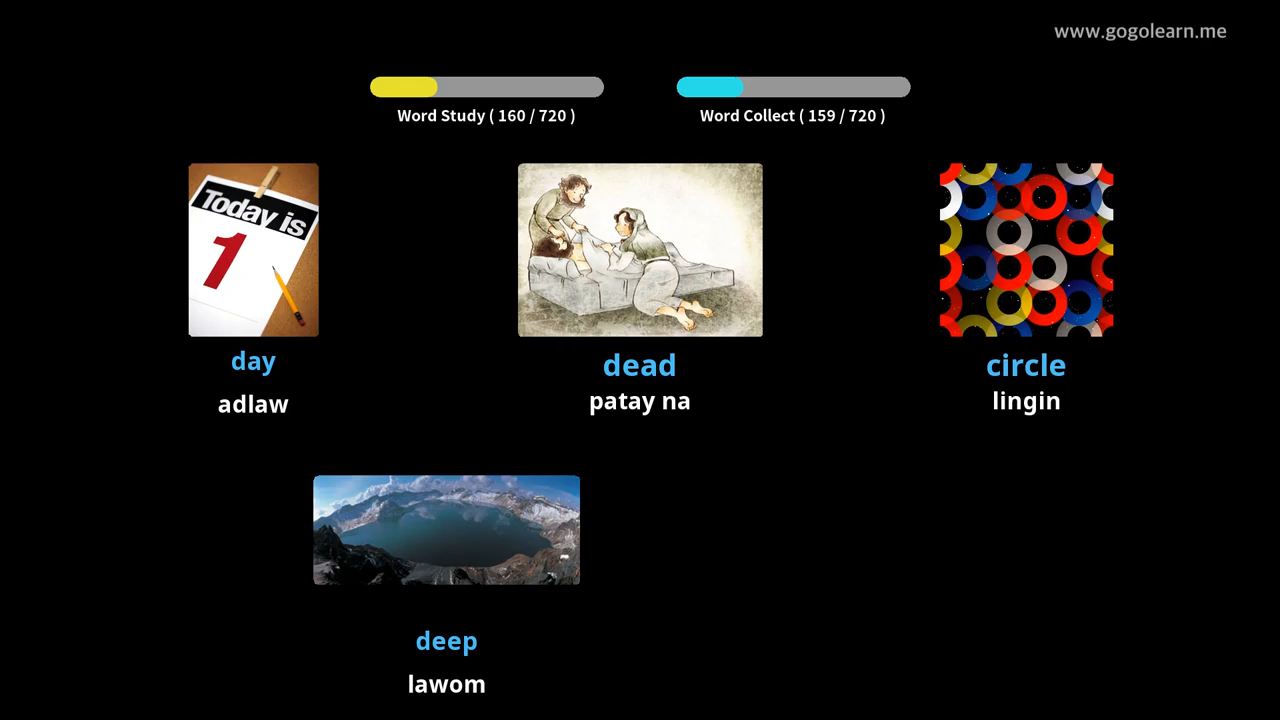 www.gogolearn.me
Word Study ( 160 / 720 )
Word Collect ( 159 / 720 )
Today is
1
day
adlaw
dead
patay na
circle
lingin
deep
lawom